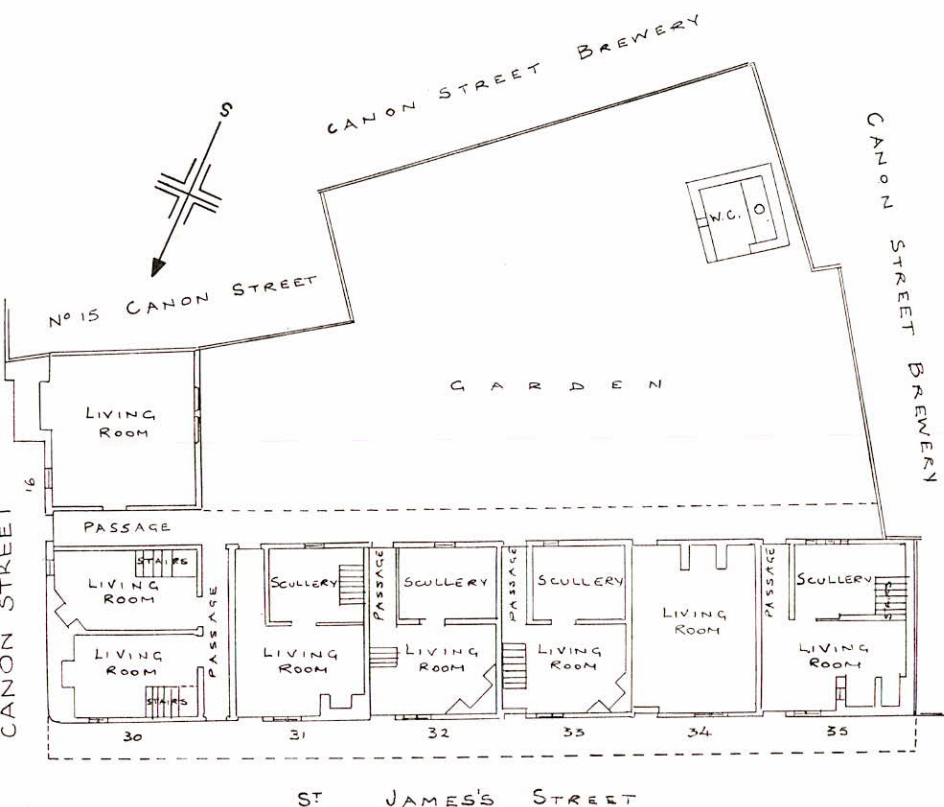 CANON STREET BREWERY
S
CANON STREET BREWERY
W.C.
Nº 15 CANON STREET
GARDEN
LIVING
ROOM
16
CANON STREET
PASSAGE
STAIRS
LIVING
ROOM
PASSAGE
LIVING
ROOM
STAIRS
SCULLERY
LIVING
ROOM
PASSAGE
SCULLERY
LIVING
ROOM
PASSAGE
SCULLERY
LIVING
ROOM
LIVING
ROOM
PASSAGE
SCULLERY
STAIRS
LIVING
ROOM
30 31 32 33 34 35
ST JAMES'S STREET